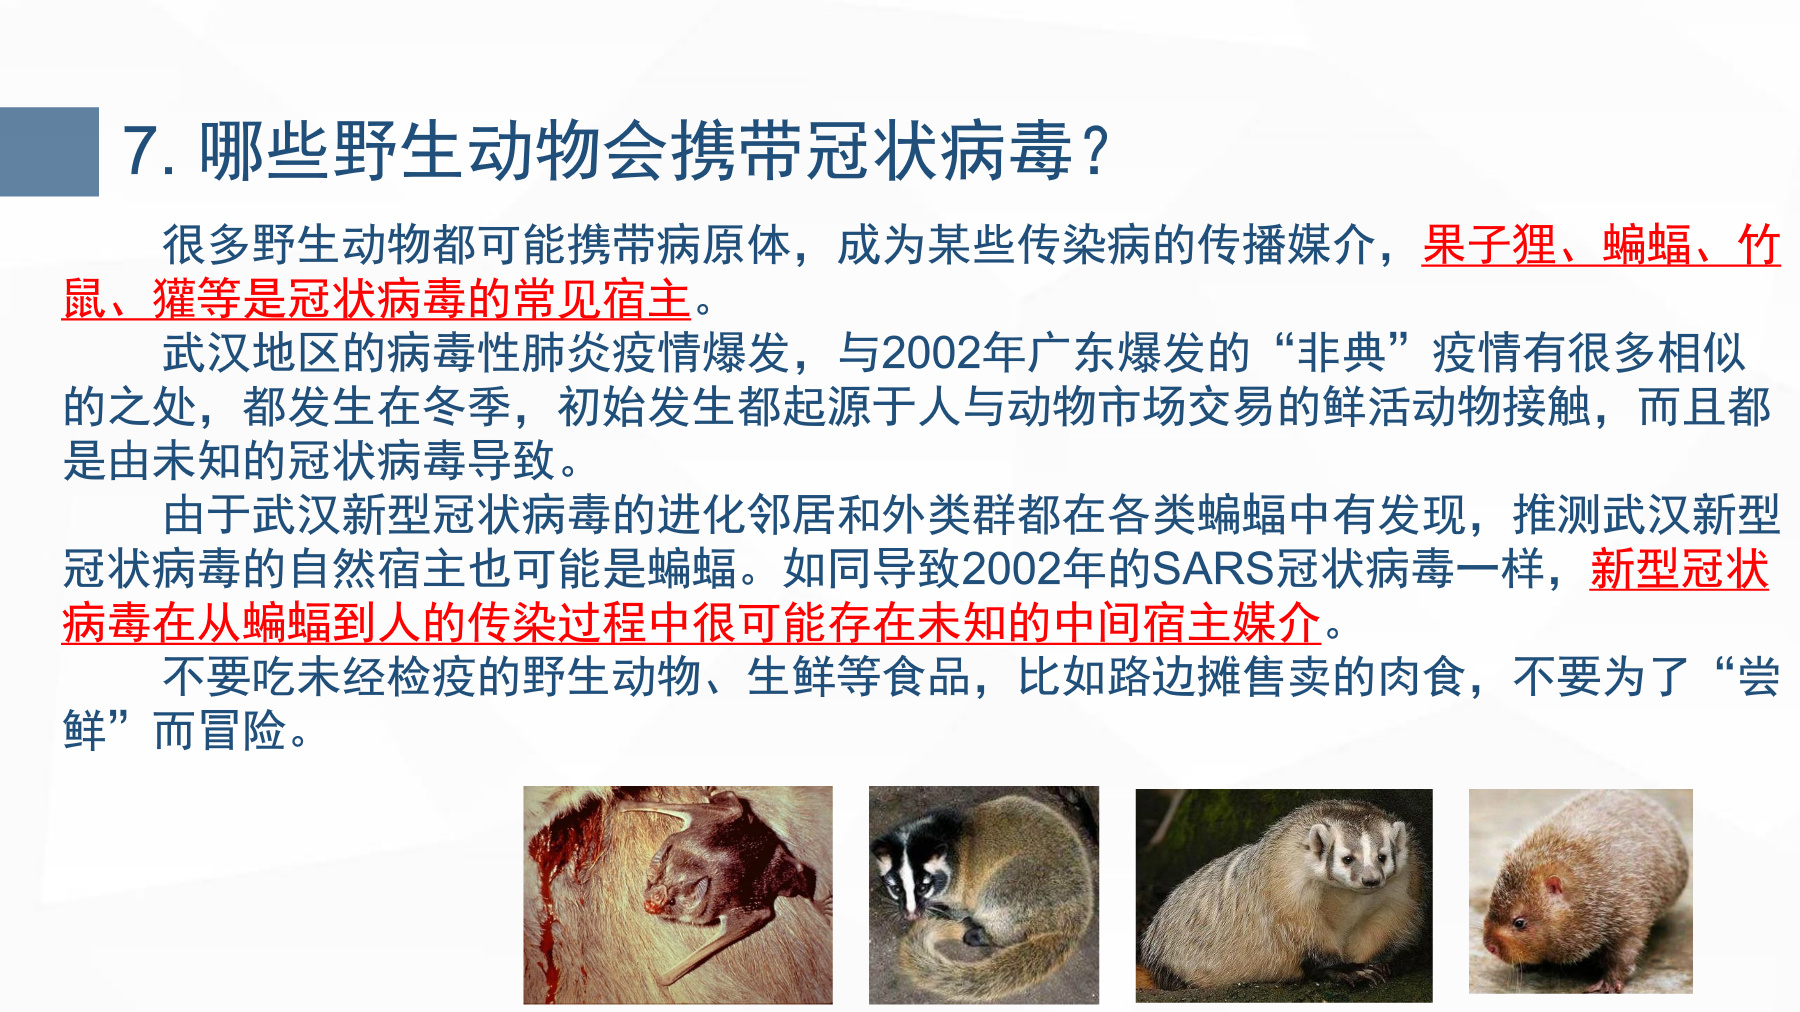 7. 哪些野生动物会携带冠状病毒？
很多野生动物都可能携带病原体，成为某些传染病的传播媒介，果子狸、蝙蝠、竹
鼠、獾等是冠状病毒的常见宿主。
武汉地区的病毒性肺炎疫情爆发，与2002年广东爆发的“非典”疫情有很多相似
的之处，都发生在冬季，初始发生都起源于人与动物市场交易的鲜活动物接触，而且都
是由未知的冠状病毒导致。
由于武汉新型冠状病毒的进化邻居和外类群都在各类蝙蝠中有发现，推测武汉新型
冠状病毒的自然宿主也可能是蝙蝠。如同导致2002年的SARS冠状病毒一样，新型冠状
病毒在从蝙蝠到人的传染过程中很可能存在未知的中间宿主媒介。
不要吃未经检疫的野生动物、生鲜等食品，比如路边摊售卖的肉食，不要为了“尝
鲜”而冒险。